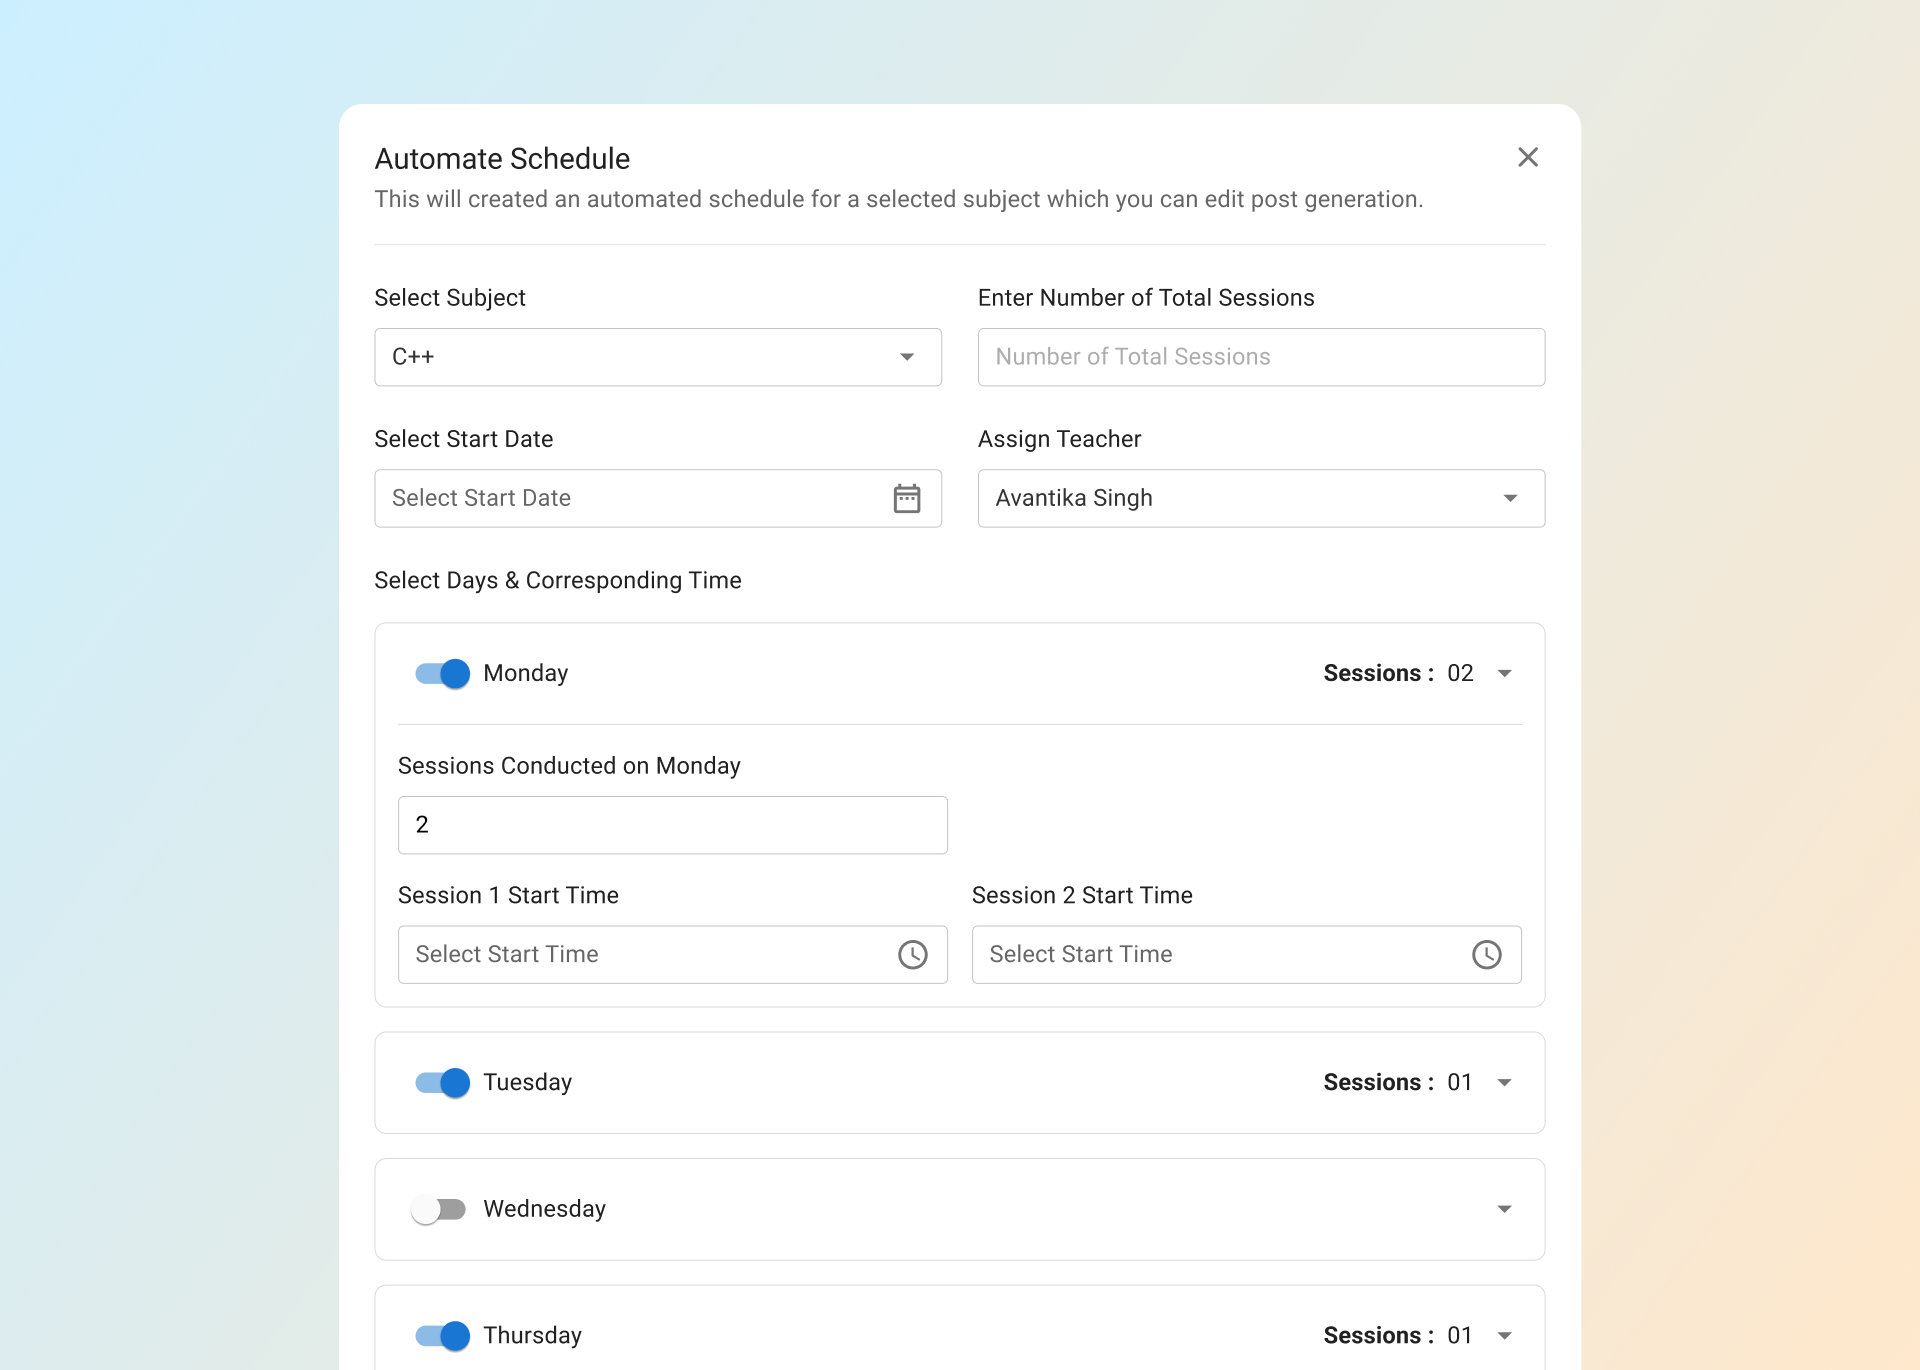 Automate Schedule
This will created an automated schedule for a selected subject which you can edit post generation.
Select Subject
Enter Number of Total Sessions
C++
Number of Total Sessions
Select Start Date
Assign Teacher
Select Start Date
Avantika Singh
Select Days & Corresponding Time
Monday
Sessions : 02
Sessions Conducted on Monday
2
Session 1 Start Time
Session 2 Start Time
Select Start Time
Select Start Time
Tuesday
Sessions : 01
Wednesday
Thursday
Sessions : 01